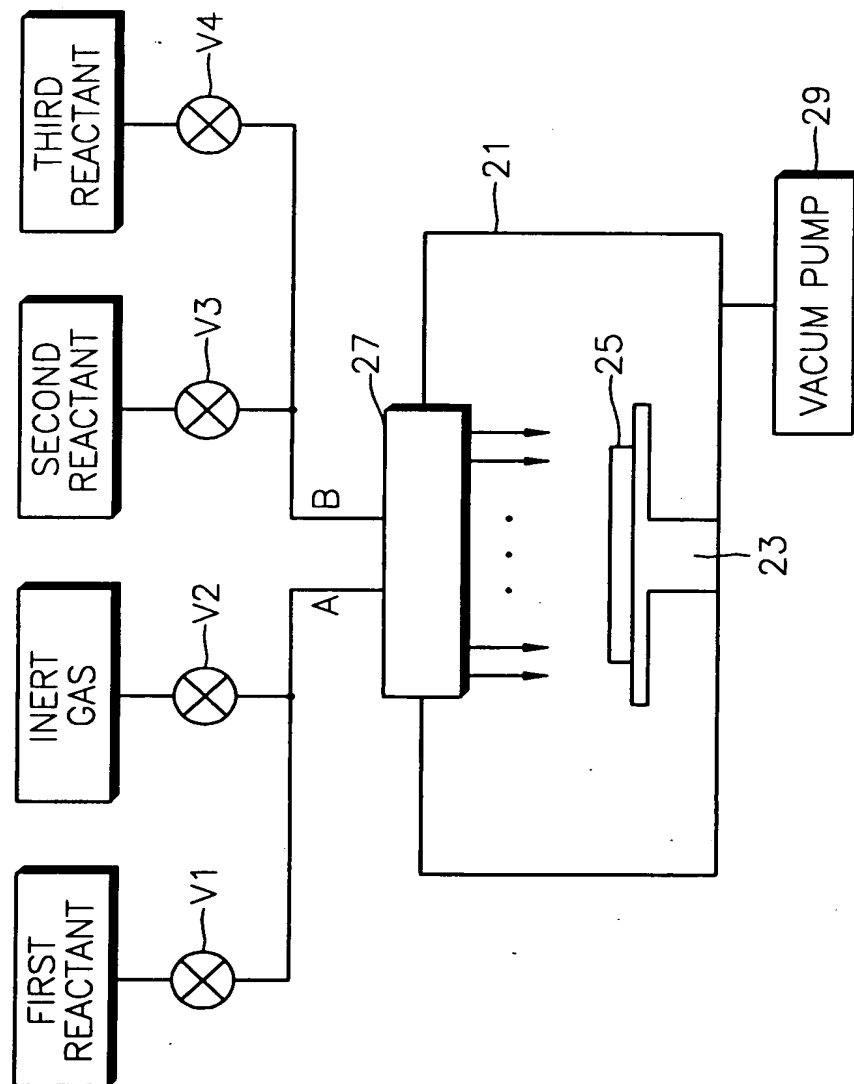 FIRST
REACTANT
INERT
GAS
SECOND
REACTANT
THIRD
REACTANT
V1
V2
V3
V4
A
B
27
21
25
23
VACUM PUMP
29